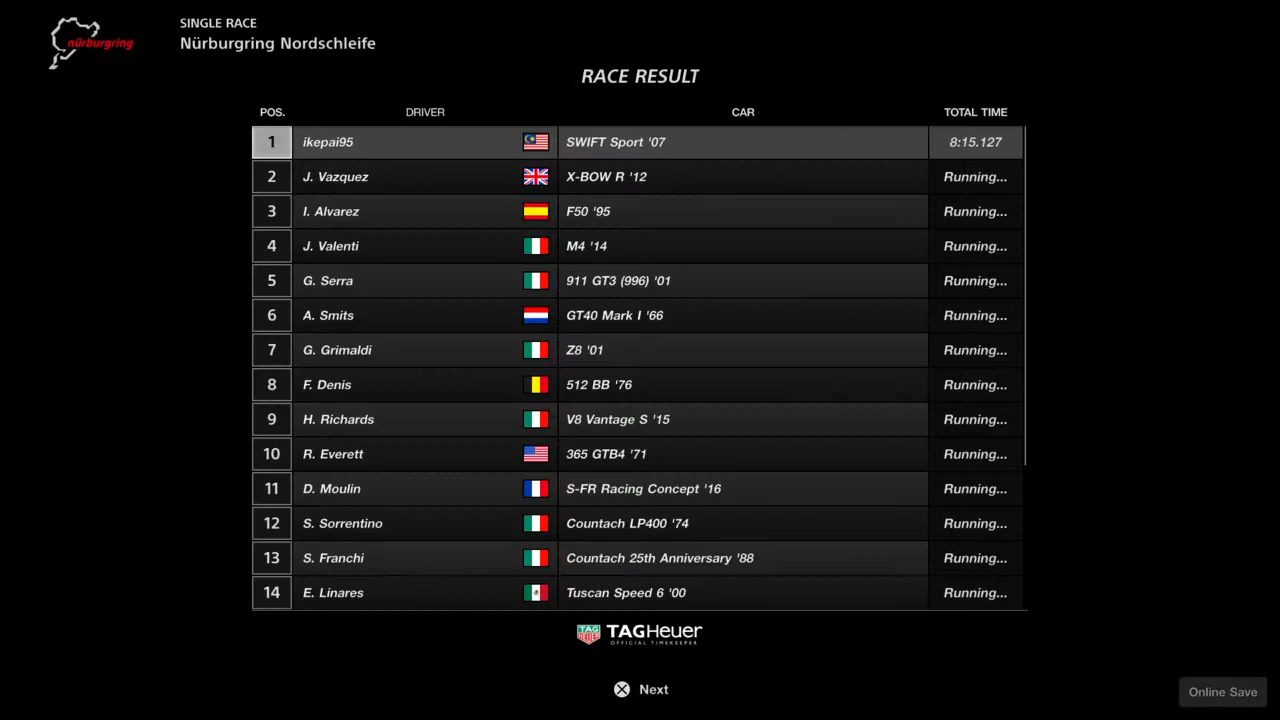 nürburgring
SINGLE RACE
Nürburgring Nordschleife
RACE RESULT
POS. DRIVER CAR TOTAL TIME
1 ikepai95 SWIFT Sport '07 8:15.127
2 J. Vazquez X-BOW R '12 Running...
3 I. Alvarez F50 '95 Running...
4 J. Valenti M4 '14 Running...
5 G. Serra 911 GT3 (996) '01 Running...
6 A. Smits GT40 Mark I '66 Running...
7 G. Grimaldi Z8 '01 Running...
8 F. Denis 512 BB '76 Running...
9 H. Richards V8 Vantage S '15 Running...
10 R. Everett 365 GTB4 '71 Running...
11 D. Moulin S-FR Racing Concept '16 Running...
12 S. Sorrentino Countach LP400 '74 Running...
13 S. Franchi Countach 25th Anniversary '88 Running...
14 E. Linares Tuscan Speed 6 '00 Running...
TAG HEUER TAGHeuer
OFFICIAL TIMEKEEPER
Next
Online Save